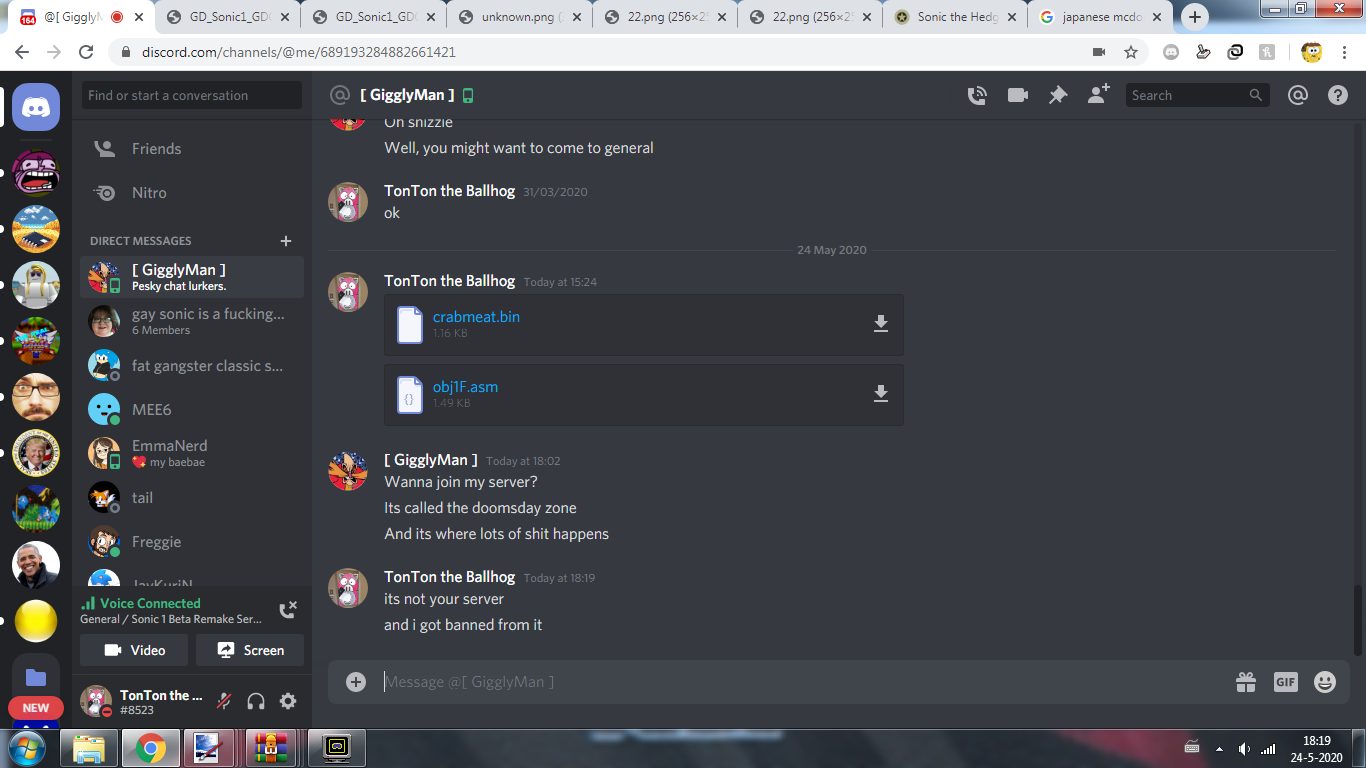 164
@[ GigglyM
GD_Sonic1_GD
GD_Sonic1_GD
unknown.png (
22.png (256×25
22.png (256×25
Sonic the Hedg
japanese mcdo
discord.com/channels/@me/689193284882661421
Find or start a conversation
@ [ GigglyMan ]
Search
Friends
Nitro
DIRECT MESSAGES
[ GigglyMan ]
Pesky chat lurkers.
gay sonic is a fucking...
6 Members
fat gangster classic s...
MEE6
EmmaNerd
💖 my baebae
tail
Freggie
JayKuriN
Voice Connected
General / Sonic 1 Beta Remake Ser...
Video
Screen
TonTon the ...
#8523
NEW
Oh shizzle
Well, you might want to come to general
TonTon the Ballhog 31/03/2020
ok
24 May 2020
TonTon the Ballhog Today at 15:24
crabmeat.bin
1.16 KB
{}
obj1F.asm
1.49 KB
[ GigglyMan ] Today at 18:02
Wanna join my server?
Its called the doomsday zone
And its where lots of shit happens
TonTon the Ballhog Today at 18:19
its not your server
and i got banned from it
Message @[ GigglyMan ]
GIF
18:19
24-5-2020